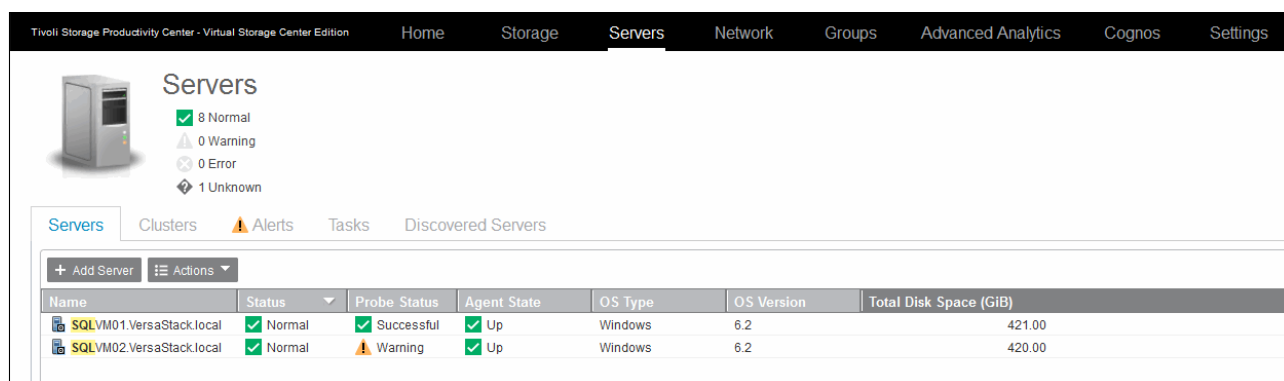 Tivoli Storage Productivity Center - Virtual Storage Center Edition Home Storage Servers Network Groups Advanced Analytics Cognos Settings
Servers
8 Normal
0 Warning
0 Error
1 Unknown
Servers Clusters Alerts Tasks Discovered Servers
+ Add Server Actions
Name Status Probe Status Agent State OS Type OS Version Total Disk Space (GiB)
SQLVM01.VersaStack.local Normal Successful Up Windows 6.2 421.00
SQLVM02.VersaStack.local Normal Warning Up Windows 6.2 420.00